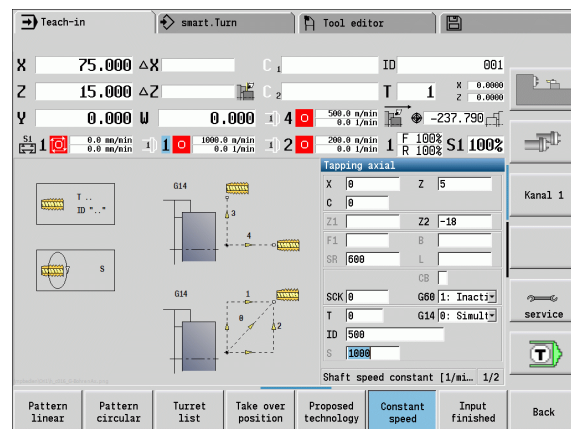 Teach-in smart.Turn Tool editor
X 75.000 ΔX C 1 ID 001
Z 15.000 ΔZ C 2 T 1 X 0.0000
Z 0.0000
Y 0.000 W 0.000 4 500.0 m/min -237.790
0.0 1/min
S1 1 0.0 mm/min 1 1000.0 m/min 2 200.0 m/min 1 F 100% S1 100%
0.0 m/min 0.0 1/min 0.0 1/min R 100%
Tapping axial
X 0 Z 5
C 0
Z1 Z2 -18
F1 B
SR 600 L
CB
SCK 0 G60 1: Inacti
T 0 G14 0: Simult
ID 500
S 1000
Shaft speed constant [1/mi… 1/2
T ..
ID ".."
S
G14
3
4
G14
1
0
2
Kanal 1
service
T
Pattern linear
Pattern circular
Turret list
Take over position
Proposed technology
Constant speed
Input finished
Back